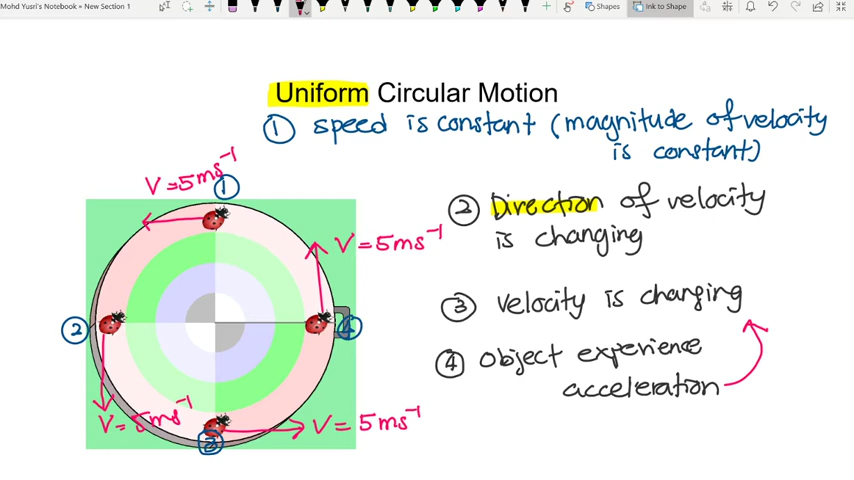 Mohd Yusri's Notebook » New Section 1
Shapes
Ink to Shape
Uniform Circular Motion
① speed is constant (magnitude of velocity
is constant)
V = 5ms⁻¹
①
② Direction of velocity
is changing
V = 5ms⁻¹
③ velocity is changing
②
④
④ object experience
acceleration
V = 5ms⁻¹
③
V = 5ms⁻¹